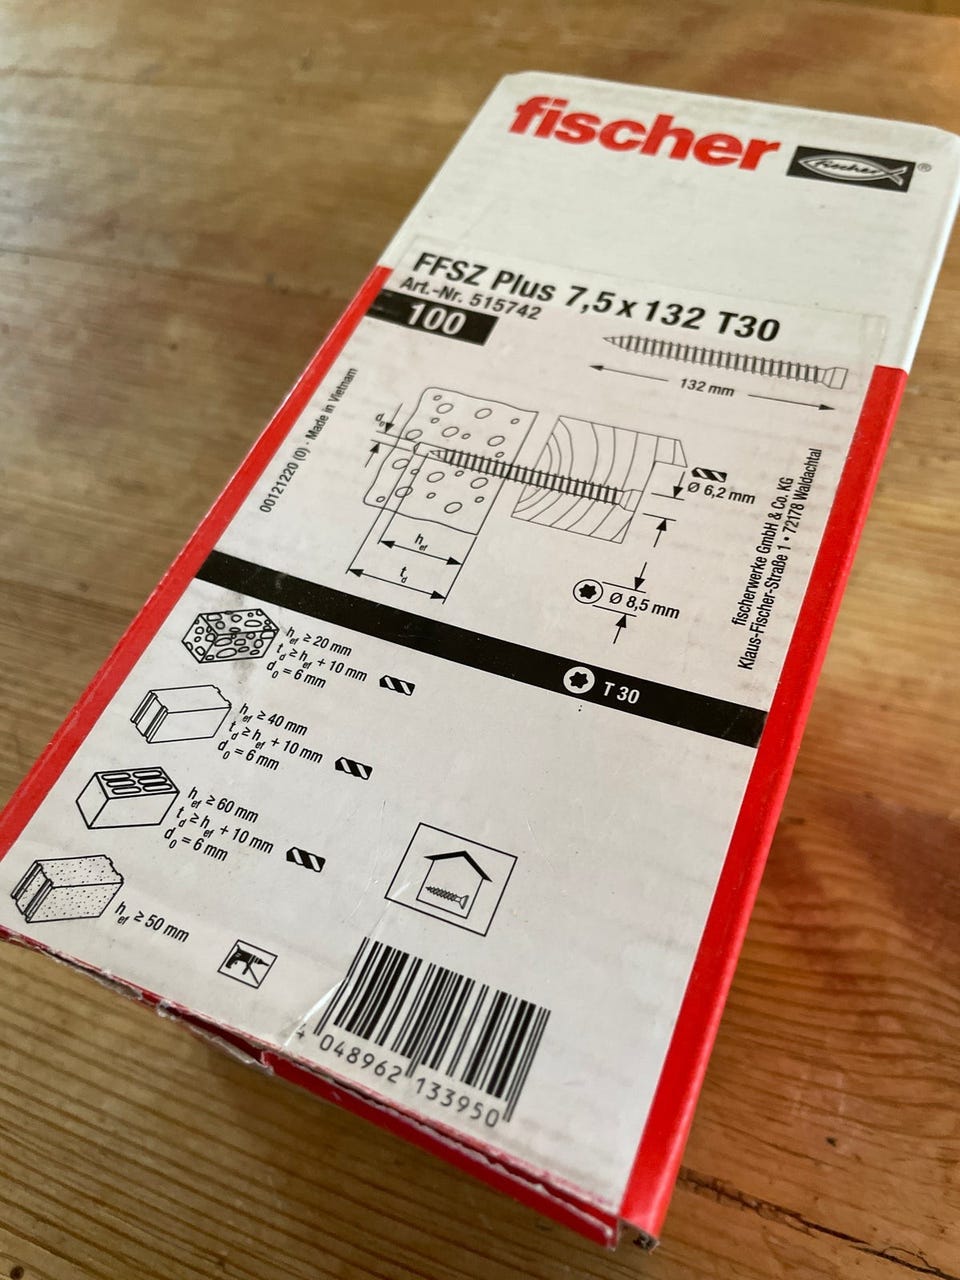 fischer
fischer ®
FFSZ Plus 7,5 x 132 T30
Art.-Nr. 515742
100
132 mm
00121220 (0) · Made in Vietnam
d₀
Ø 6,2 mm
hef
td
Ø 8,5 mm
fischerwerke GmbH & Co. KG
Klaus-Fischer-Straße 1 • 72178 Waldachtal
T 30
hef ≥ 20 mm
td ≥ hef + 10 mm
d₀ = 6 mm
hef ≥ 40 mm
td ≥ hef + 10 mm
d₀ = 6 mm
hef ≥ 60 mm
td ≥ hef + 10 mm
d₀ = 6 mm
hef ≥ 50 mm
4 048962 133950